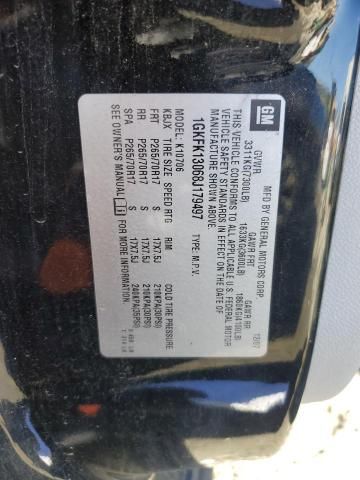 GM
MFD BY GENERAL MOTORS CORP. 12/07
GVWR GAWR FRT GAWR RR
3311KG(7300LB) 1633KG(3600LB) 1860KG(4100LB)
THIS VEHICLE CONFORMS TO ALL APPLICABLE U.S. FEDERAL MOTOR
VEHICLE SAFETY STANDARDS IN EFFECT ON THE DATE OF
MANUFACTURE SHOWN ABOVE.
1GKFK13068J179497 TYPE: M.P.V.
MODEL: K10706
KBJX TIRE SIZE SPEED RTG RIM COLD TIRE PRESSURE
FRT P265/70R17 S 17X7.5J 210KPA(30PSI)
RR P265/70R17 S 17X7.5J 210KPA(30PSI)
SPA P265/70R17 S 17X7.5J 240KPA(35PSI)
SEE OWNER'S MANUAL